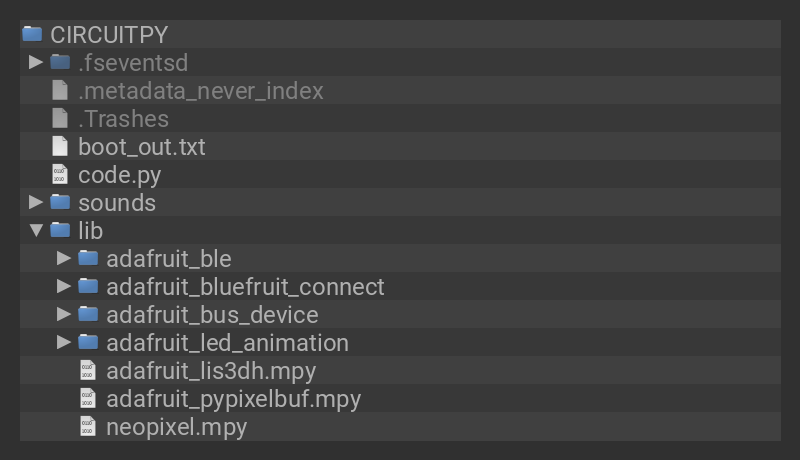 CIRCUITPY
.fseventsd
.metadata_never_index
.Trashes
boot_out.txt
code.py
sounds
lib
adafruit_ble
adafruit_bluefruit_connect
adafruit_bus_device
adafruit_led_animation
adafruit_lis3dh.mpy
adafruit_pypixelbuf.mpy
neopixel.mpy